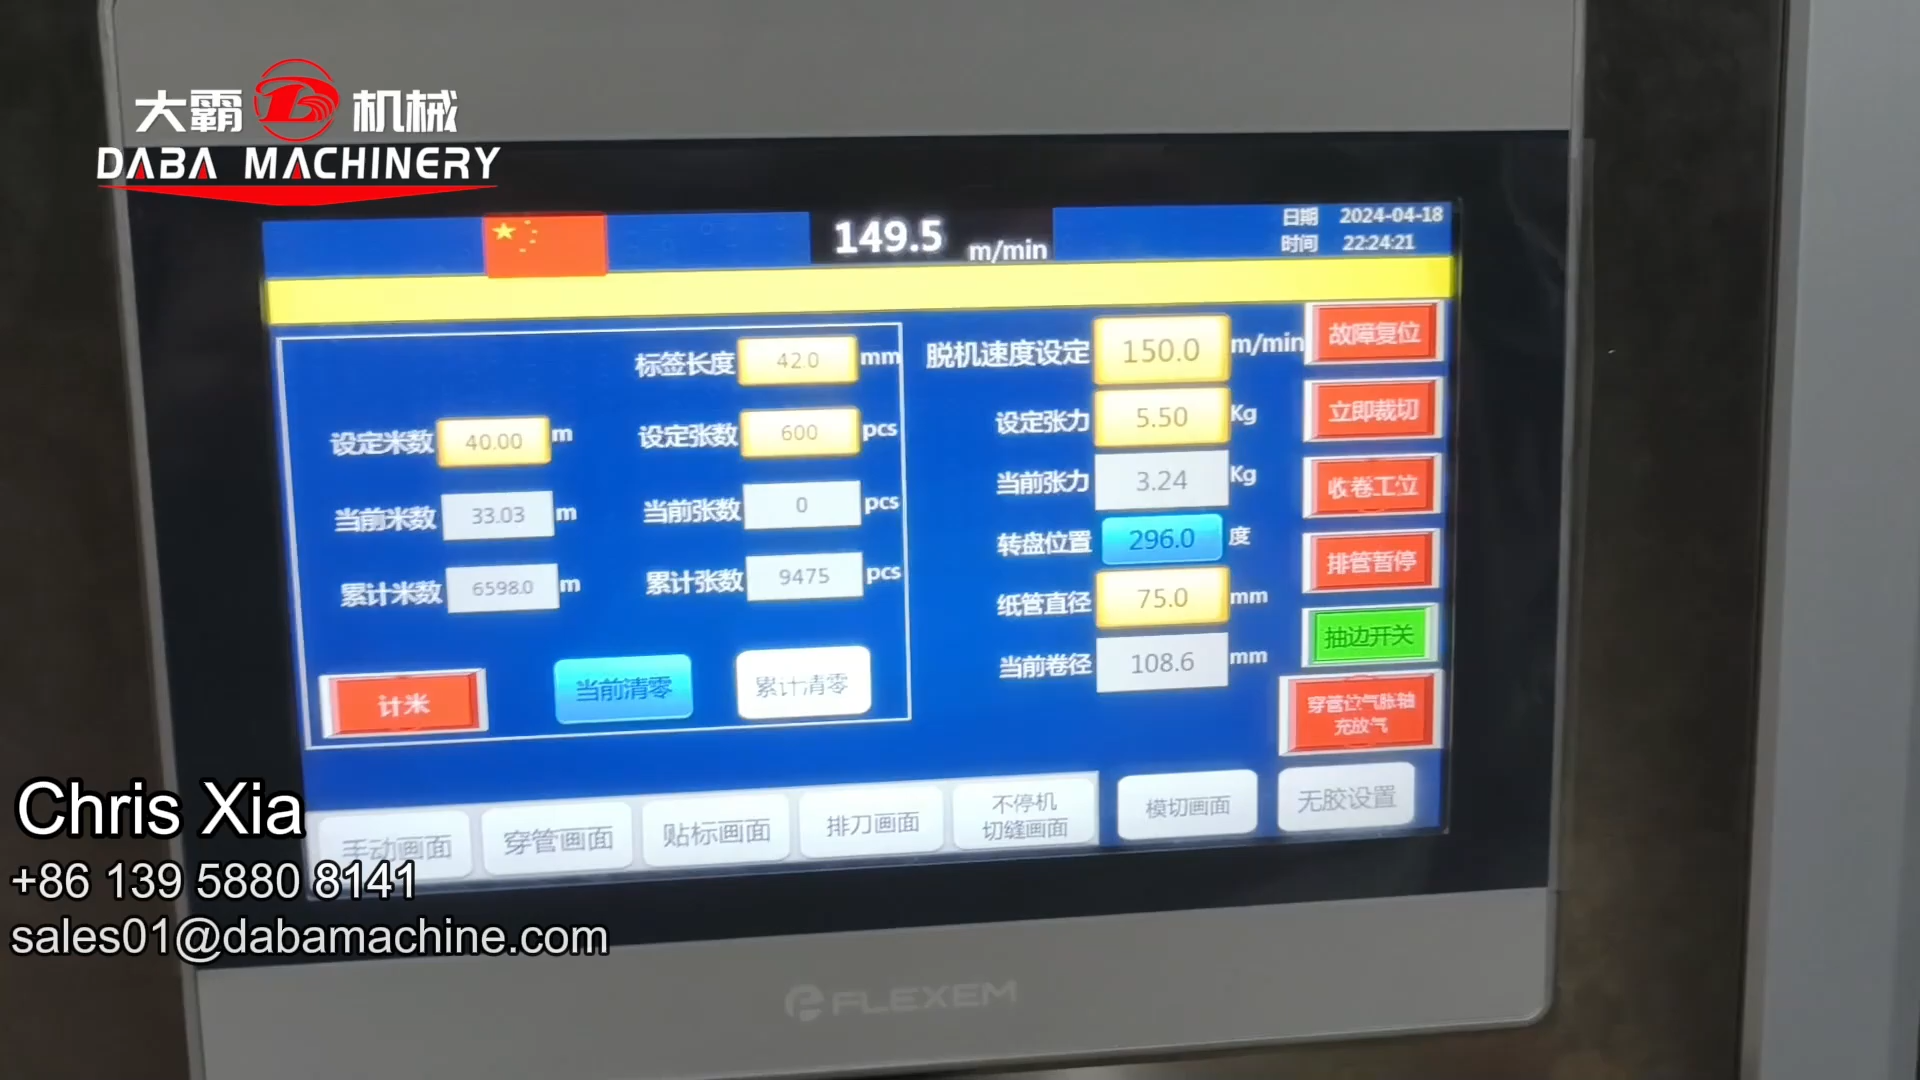 大霸机械
DABA MACHINERY
149.5 m/min
日期 2024-04-18
时间 22:24:21
标签长度 42.0 mm
设定米数 40.00 m
设定张数 600 pcs
当前米数 33.03 m
当前张数 0 pcs
累计米数 6598.0 m
累计张数 9475 pcs
计米
当前清零
累计清零
脱机速度设定 150.0 m/min
设定张力 5.50 Kg
当前张力 3.24 Kg
转盘位置 296.0 度
纸管直径 75.0 mm
当前卷径 108.6 mm
故障复位
立即裁切
收卷工位
排管暂停
抽边开关
穿管位气胀轴
充放气
手动画面
穿管画面
贴标画面
排刀画面
不停机
切缝画面
模切画面
无胶设置
Chris Xia
+86 139 5880 8141
sales01@dabamachine.com
FLEXEM